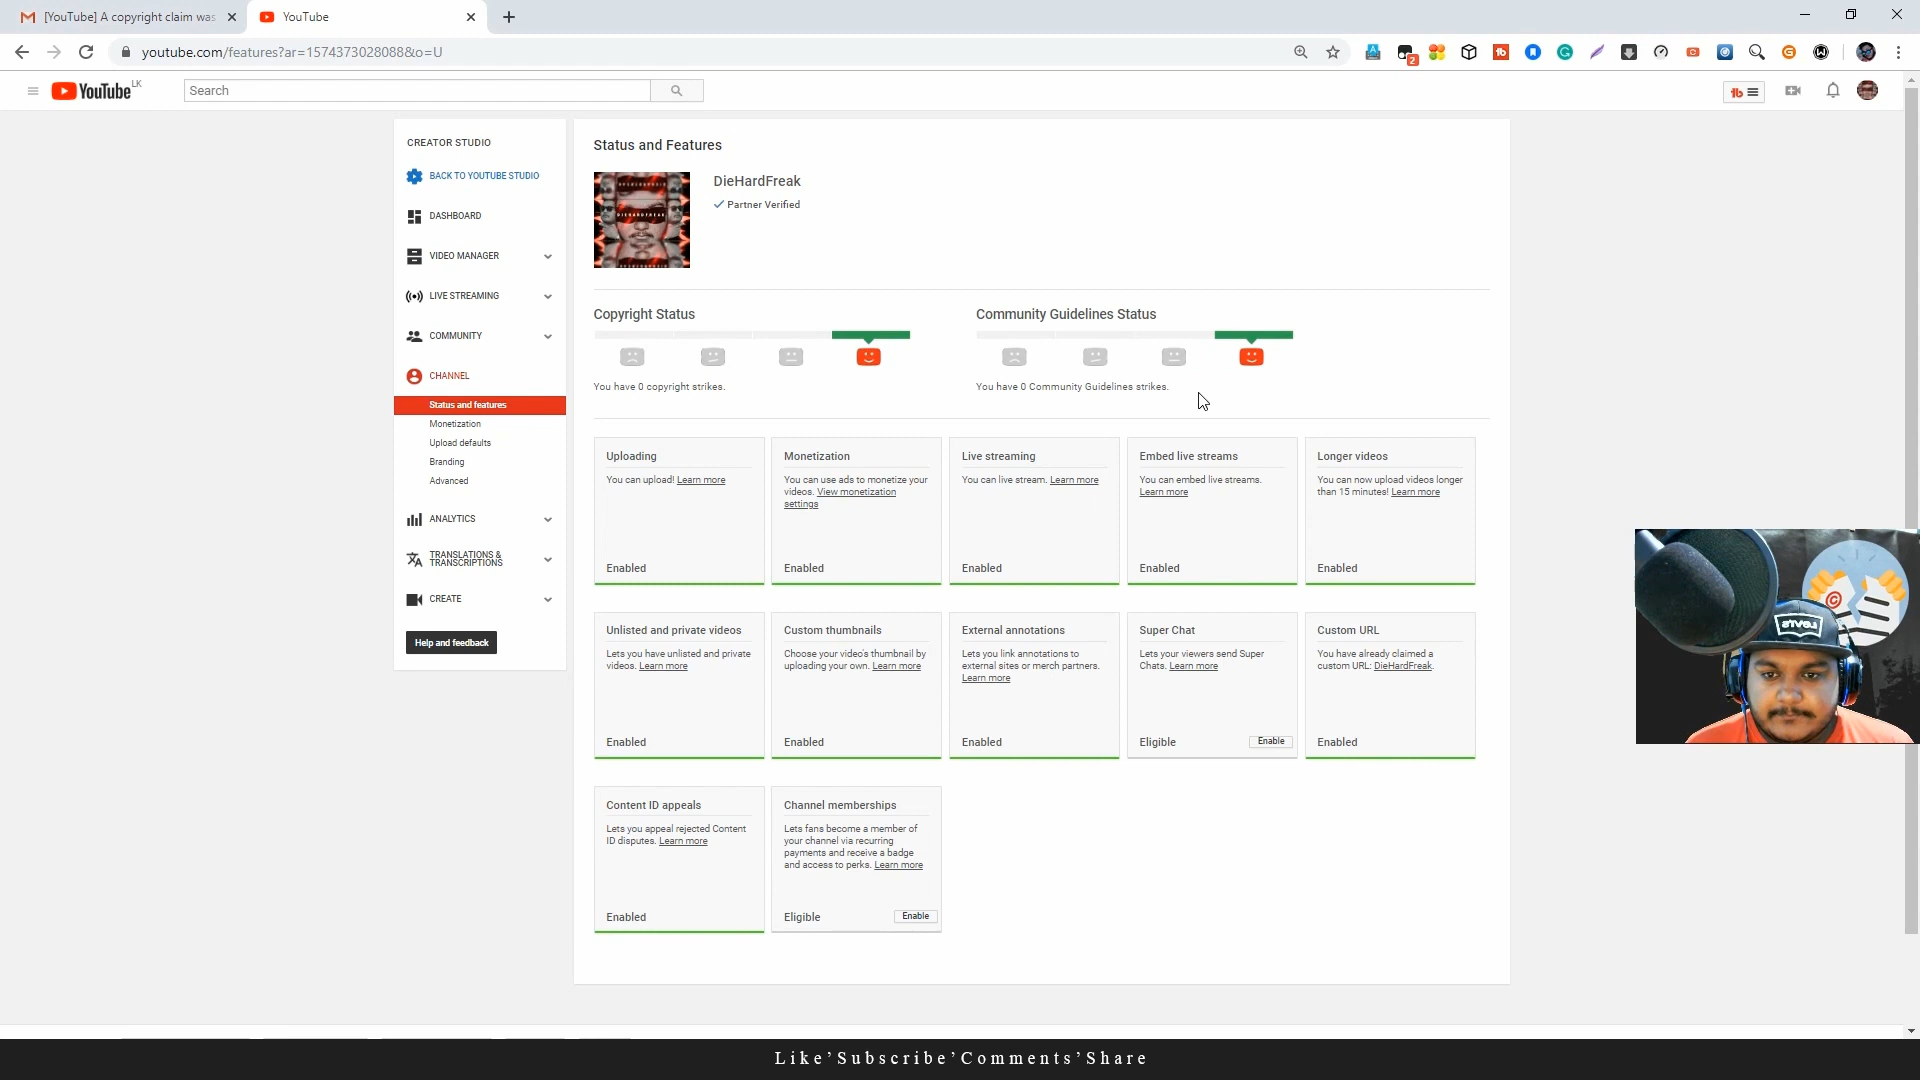 [YouTube] A copyright claim was
YouTube
youtube.com/features?ar=1574373028088&o=U
2
YouTube LK
Search
CREATOR STUDIO
BACK TO YOUTUBE STUDIO
DASHBOARD
VIDEO MANAGER
LIVE STREAMING
COMMUNITY
CHANNEL
Status and features
Monetization
Upload defaults
Branding
Advanced
ANALYTICS
TRANSLATIONS &
TRANSCRIPTIONS
CREATE
Help and feedback
Status and Features
DIEHARDFREAK
DieHardFreak
Partner Verified
Copyright Status
You have 0 copyright strikes.
Community Guidelines Status
You have 0 Community Guidelines strikes.
Uploading
You can upload! Learn more
Enabled
Monetization
You can use ads to monetize your
videos. View monetization
settings
Enabled
Live streaming
You can live stream. Learn more
Enabled
Embed live streams
You can embed live streams.
Learn more
Enabled
Longer videos
You can now upload videos longer
than 15 minutes! Learn more
Enabled
Unlisted and private videos
Lets you have unlisted and private
videos. Learn more
Enabled
Custom thumbnails
Choose your video's thumbnail by
uploading your own. Learn more
Enabled
External annotations
Lets you link annotations to
external sites or merch partners.
Learn more
Enabled
Super Chat
Lets your viewers send Super
Chats. Learn more
Eligible
Enable
Custom URL
You have already claimed a
custom URL: DieHardFreak.
Enabled
Content ID appeals
Lets you appeal rejected Content
ID disputes. Learn more
Enabled
Channel memberships
Lets fans become a member of
your channel via recurring
payments and receive a badge
and access to perks. Learn more
Eligible
Enable
Like’Subscribe’Comments’Share